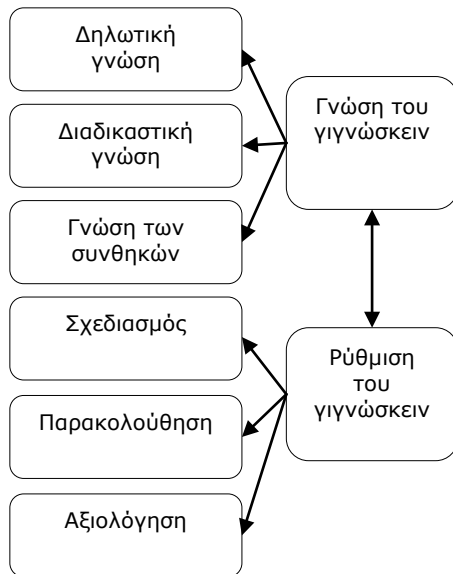 Δηλωτική
γνώση
Διαδικαστική
γνώση
Γνώση των
συνθηκών
Σχεδιασμός
Παρακολούθηση
Αξιολόγηση
Γνώση του
γιγνώσκειν
Ρύθμιση
του
γιγνώσκειν